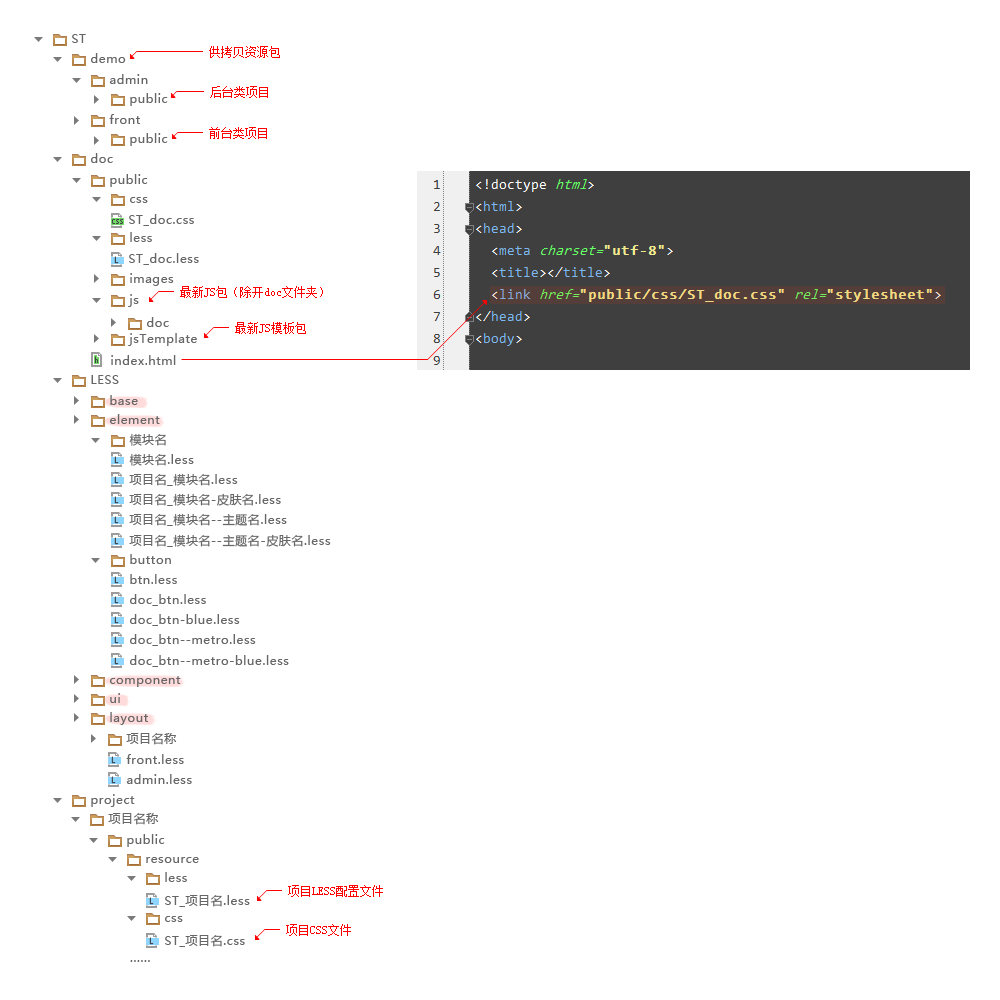 ST
demo
供拷贝资源包
admin
public
后台类项目
front
public
前台类项目
doc
public
css
ST_doc.css
less
ST_doc.less
images
js
最新JS包（除开doc文件夹）
doc
jsTemplate
最新JS模板包
index.html
1 <!doctype html>
2 <html>
3 <head>
4 <meta charset="utf-8">
5 <title></title>
6 <link href="public/css/ST_doc.css" rel="stylesheet">
7 </head>
8 <body>
9
LESS
base
element
模块名
模块名.less
项目名_模块名.less
项目名_模块名-皮肤名.less
项目名_模块名--主题名.less
项目名_模块名--主题名-皮肤名.less
button
btn.less
doc_btn.less
doc_btn-blue.less
doc_btn--metro.less
doc_btn--metro-blue.less
component
ui
layout
项目名称
front.less
admin.less
project
项目名称
public
resource
less
ST_项目名.less
项目LESS配置文件
css
ST_项目名.css
项目CSS文件
......